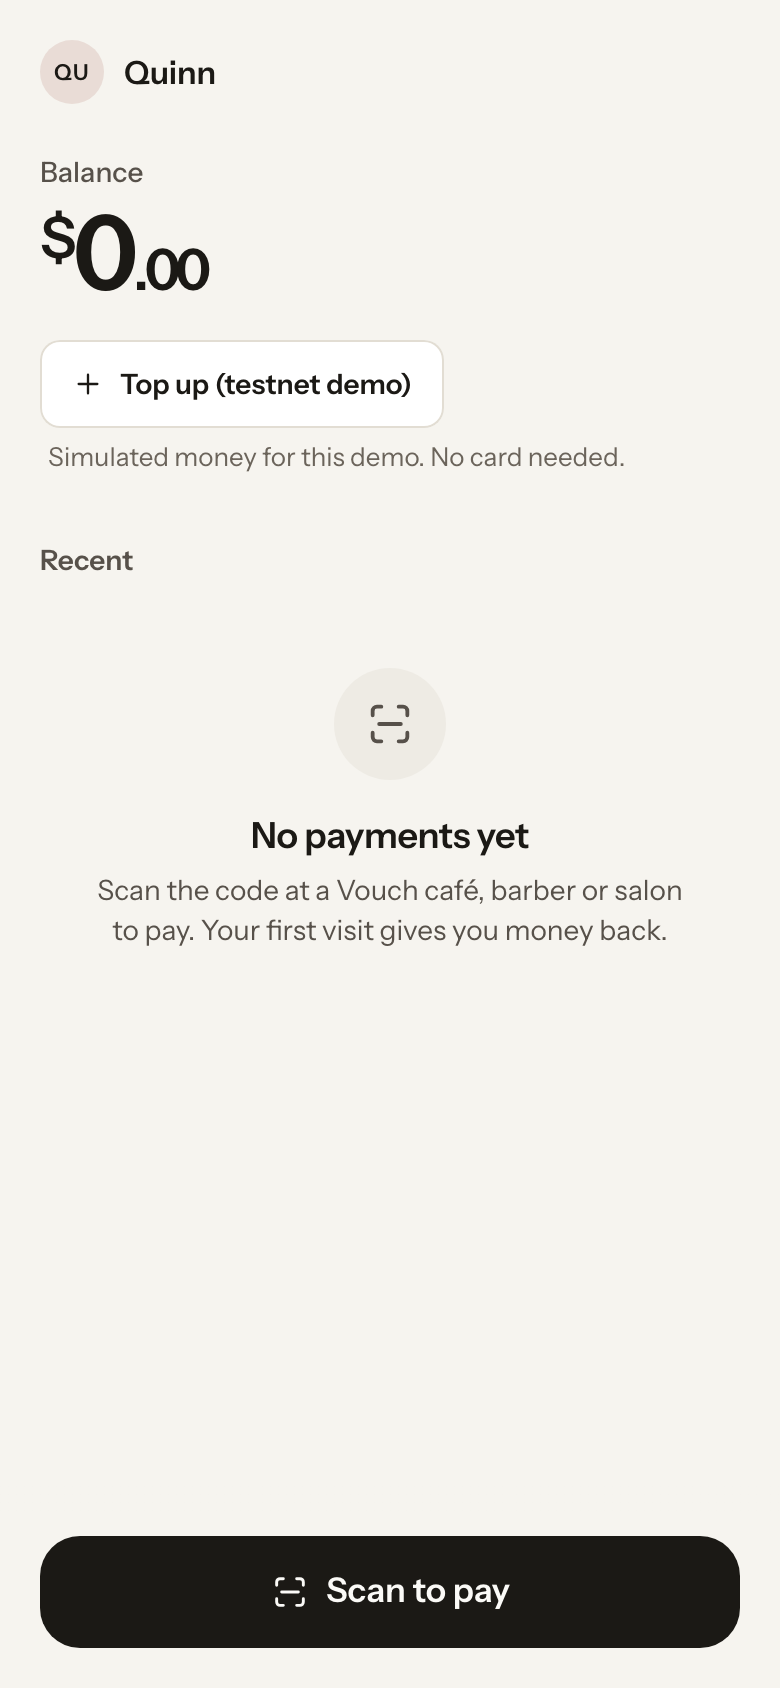 QU
Quinn
Balance
$0.00
Top up (testnet demo)
Simulated money for this demo. No card needed.
Recent
No payments yet
Scan the code at a Vouch café, barber or salon
to pay. Your first visit gives you money back.
Scan to pay